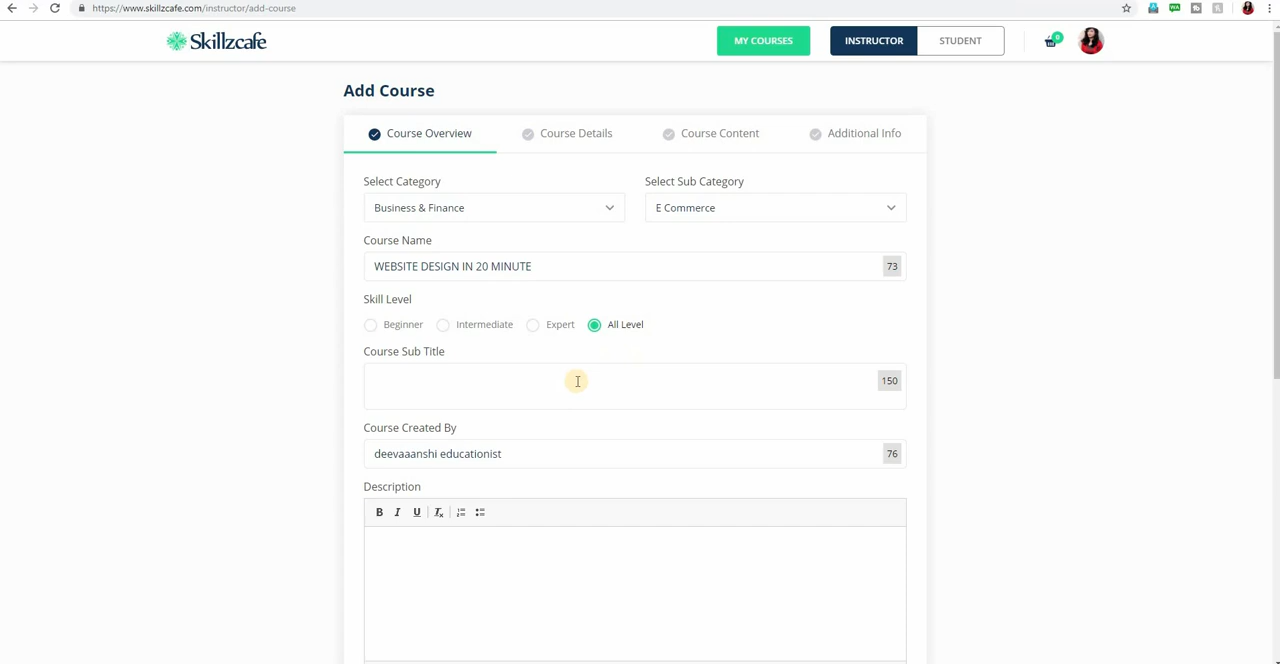 https://www.skillzcafe.com/instructor/add-course
Skillzcafe
MY COURSES
INSTRUCTOR
STUDENT
0
Add Course
Course Overview
Course Details
Course Content
Additional Info
Select Category
Select Sub Category
Business & Finance
E Commerce
Course Name
WEBSITE DESIGN IN 20 MINUTE
73
Skill Level
Beginner
Intermediate
Expert
All Level
Course Sub Title
150
Course Created By
deevaaanshi educationist
76
Description
B I U Tx